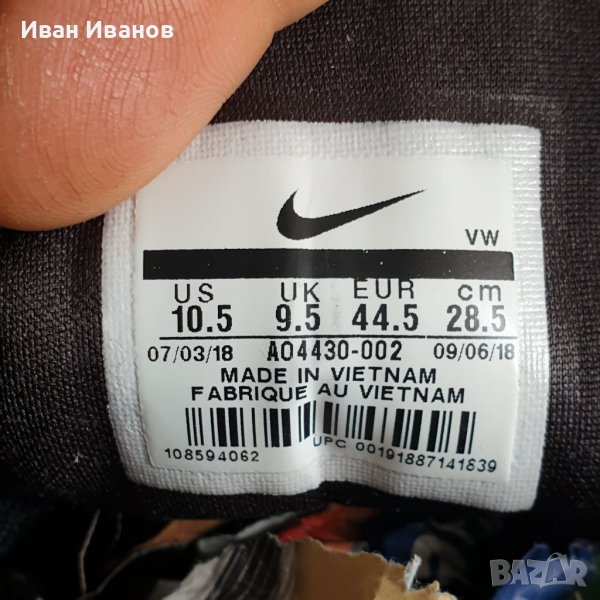 Иван Иванов
VW
US UK EUR cm
10.5 9.5 44.5 28.5
07/03/18 AO4430-002 09/06/18
MADE IN VIETNAM
FABRIQUE AU VIETNAM
108594062 UPC 00191887141839
BAZAR